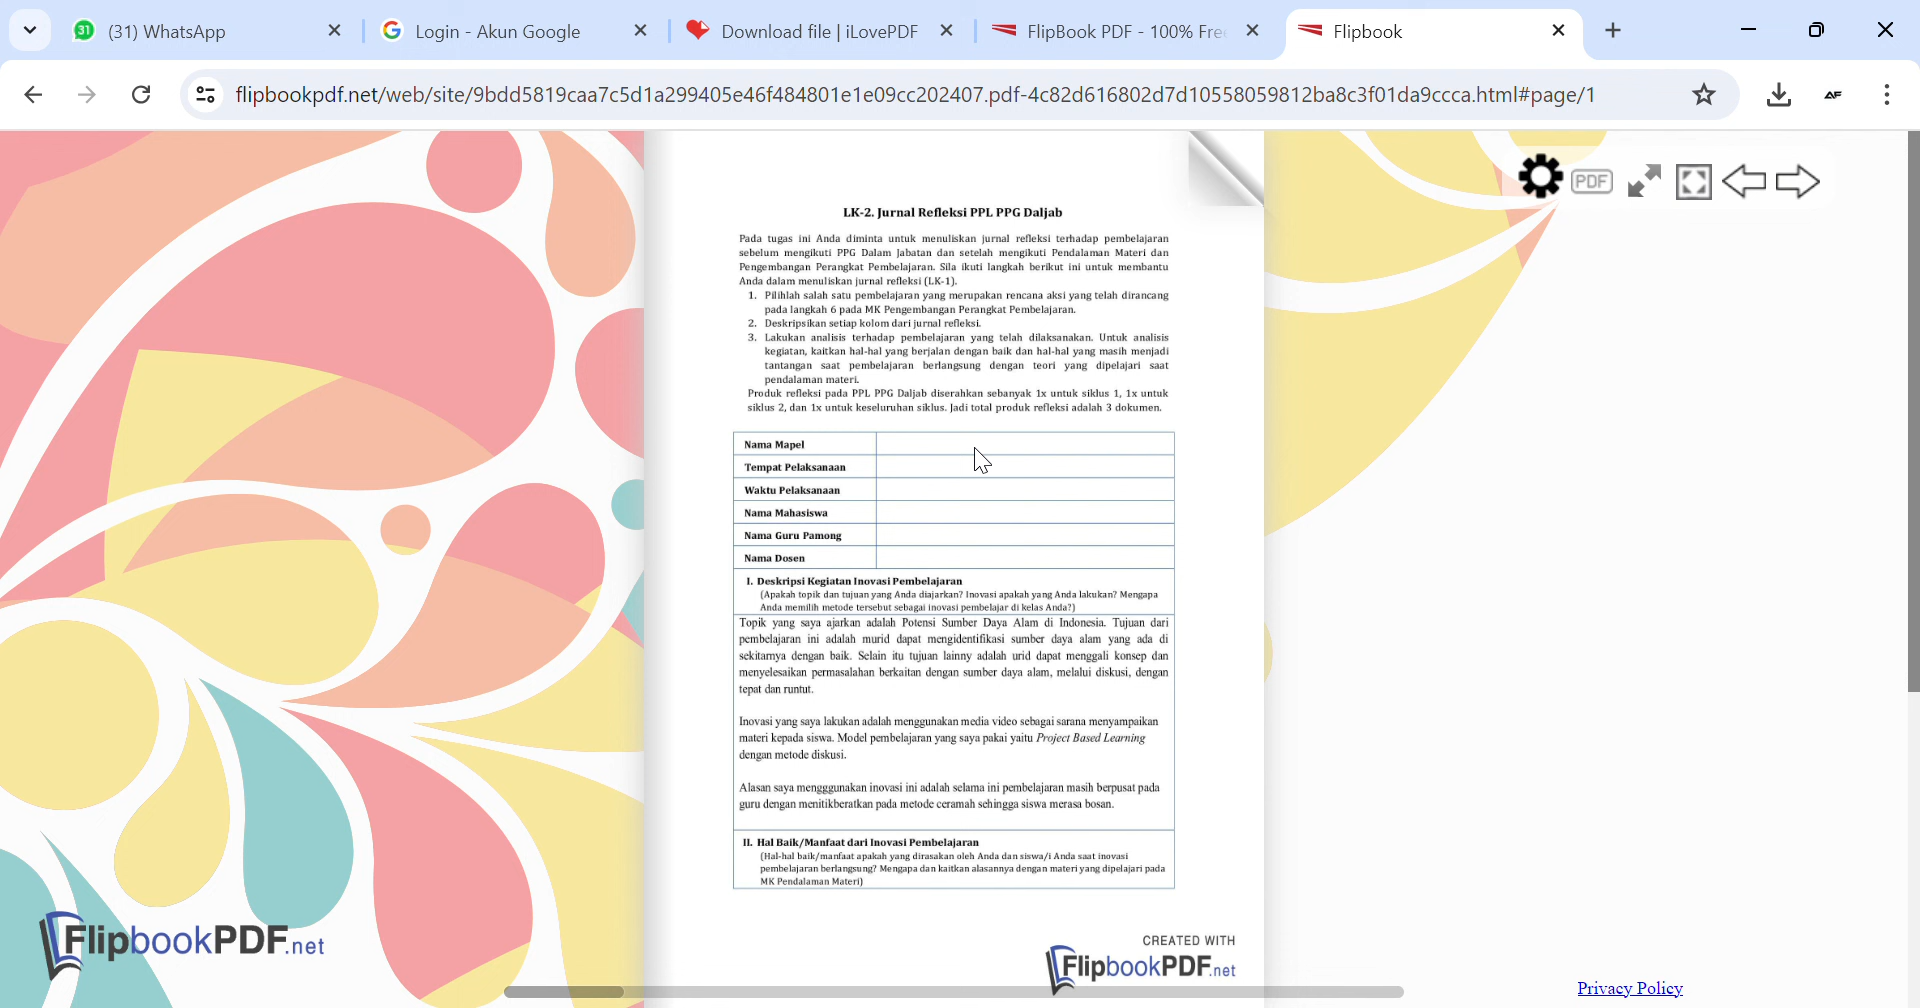 31
(31) WhatsApp
Login - Akun Google
Download file | iLovePDF
FlipBook PDF - 100% Fre
Flipbook
flipbookpdf.net/web/site/9bdd5819caa7c5d1a299405e46f484801e1e09cc202407.pdf-4c82d616802d7d10558059812ba8c3f01da9ccca.html#page/1
PDF
LK-2. Jurnal Refleksi PPL PPG Daljab
Pada tugas ini Anda diminta untuk menuliskan jurnal refleksi terhadap pembelajaran
sebelum mengikuti PPG Dalam Jabatan dan setelah mengikuti Pendalaman Materi dan
Pengembangan Perangkat Pembelajaran. Sila ikuti langkah berikut ini untuk membantu
Anda dalam menuliskan jurnal refleksi (LK-1).
1. Pilihlah salah satu pembelajaran yang merupakan rencana aksi yang telah dirancang
pada langkah 6 pada MK Pengembangan Perangkat Pembelajaran.
2. Deskripsikan setiap kolom dari jurnal refleksi.
3. Lakukan analisis terhadap pembelajaran yang telah dilaksanakan. Untuk analisis
kegiatan, kaitkan hal-hal yang berjalan dengan baik dan hal-hal yang masih menjadi
tantangan saat pembelajaran berlangsung dengan teori yang dipelajari saat
pendalaman materi.
Produk refleksi pada PPL PPG Daljab diserahkan sebanyak 1x untuk siklus 1, 1x untuk
siklus 2, dan 1x untuk keseluruhan siklus. Jadi total produk refleksi adalah 3 dokumen.
Nama Mapel
Tempat Pelaksanaan
Waktu Pelaksanaan
Nama Mahasiswa
Nama Guru Pamong
Nama Dosen
I. Deskripsi Kegiatan Inovasi Pembelajaran
(Apakah topik dan tujuan yang Anda diajarkan? Inovasi apakah yang Anda lakukan? Mengapa
Anda memilih metode tersebut sebagai inovasi pembelajar di kelas Anda?)
Topik yang saya ajarkan adalah Potensi Sumber Daya Alam di Indonesia. Tujuan dari
pembelajaran ini adalah murid dapat mengidentifikasi sumber daya alam yang ada di
sekitarnya dengan baik. Selain itu tujuan lainny adalah urid dapat menggali konsep dan
menyelesaikan permasalahan berkaitan dengan sumber daya alam, melalui diskusi, dengan
tepat dan runtut.
Inovasi yang saya lakukan adalah menggunakan media video sebagai sarana menyampaikan
materi kepada siswa. Model pembelajaran yang saya pakai yaitu Project Based Learning
dengan metode diskusi.
Alasan saya mengggunakan inovasi ini adalah selama ini pembelajaran masih berpusat pada
guru dengan menitikberatkan pada metode ceramah sehingga siswa merasa bosan.
II. Hal Baik/Manfaat dari Inovasi Pembelajaran
(Hal-hal baik/manfaat apakah yang dirasakan oleh Anda dan siswa/i Anda saat inovasi
pembelajaran berlangsung? Mengapa dan kaitkan alasannya dengan materi yang dipelajari pada
MK Pendalaman Materi)
FlipbookPDF.net
CREATED WITH
FlipbookPDF.net
Privacy Policy